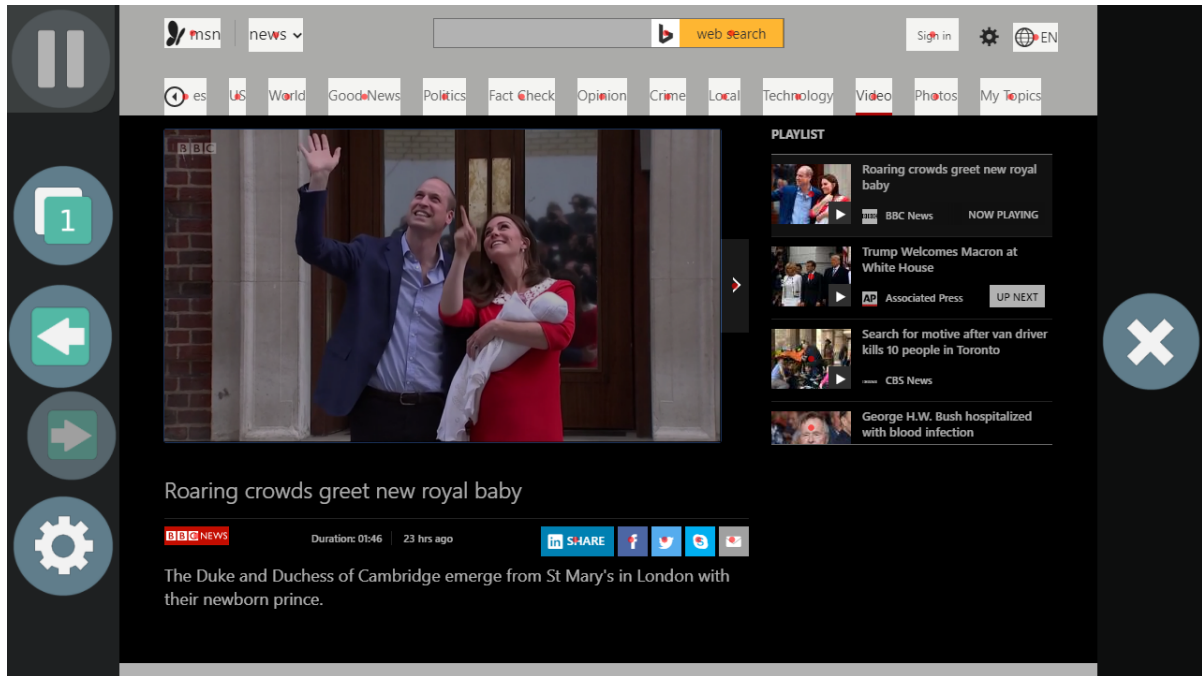 msn
news
web search
Sign in
EN
es
US
World
Good News
Politics
Fact Check
Opinion
Crime
Local
Technology
Video
Photos
My Topics
BBC
1
PLAYLIST
Roaring crowds greet new royal
baby
BBC News
NOW PLAYING
Trump Welcomes Macron at
White House
AP
Associated Press
UP NEXT
Search for motive after van driver
kills 10 people in Toronto
CBS News
George H.W. Bush hospitalized
with blood infection
Roaring crowds greet new royal baby
BBC NEWS
Duration: 01:46
23 hrs ago
in SHARE
The Duke and Duchess of Cambridge emerge from St Mary's in London with
their newborn prince.